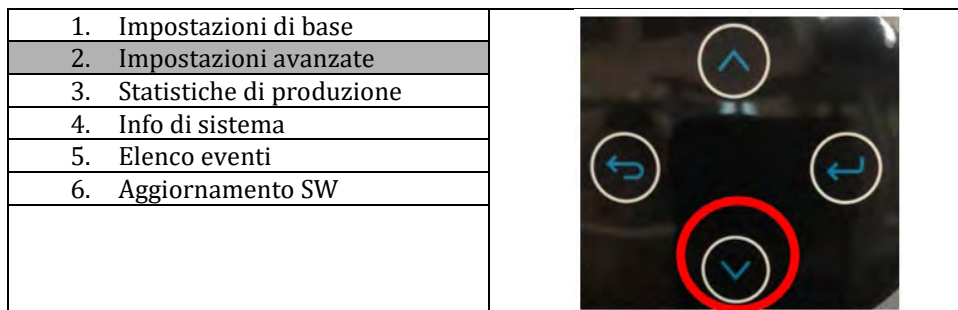 1. Impostazioni di base
2. Impostazioni avanzate
3. Statistiche di produzione
4. Info di sistema
5. Elenco eventi
6. Aggiornamento SW